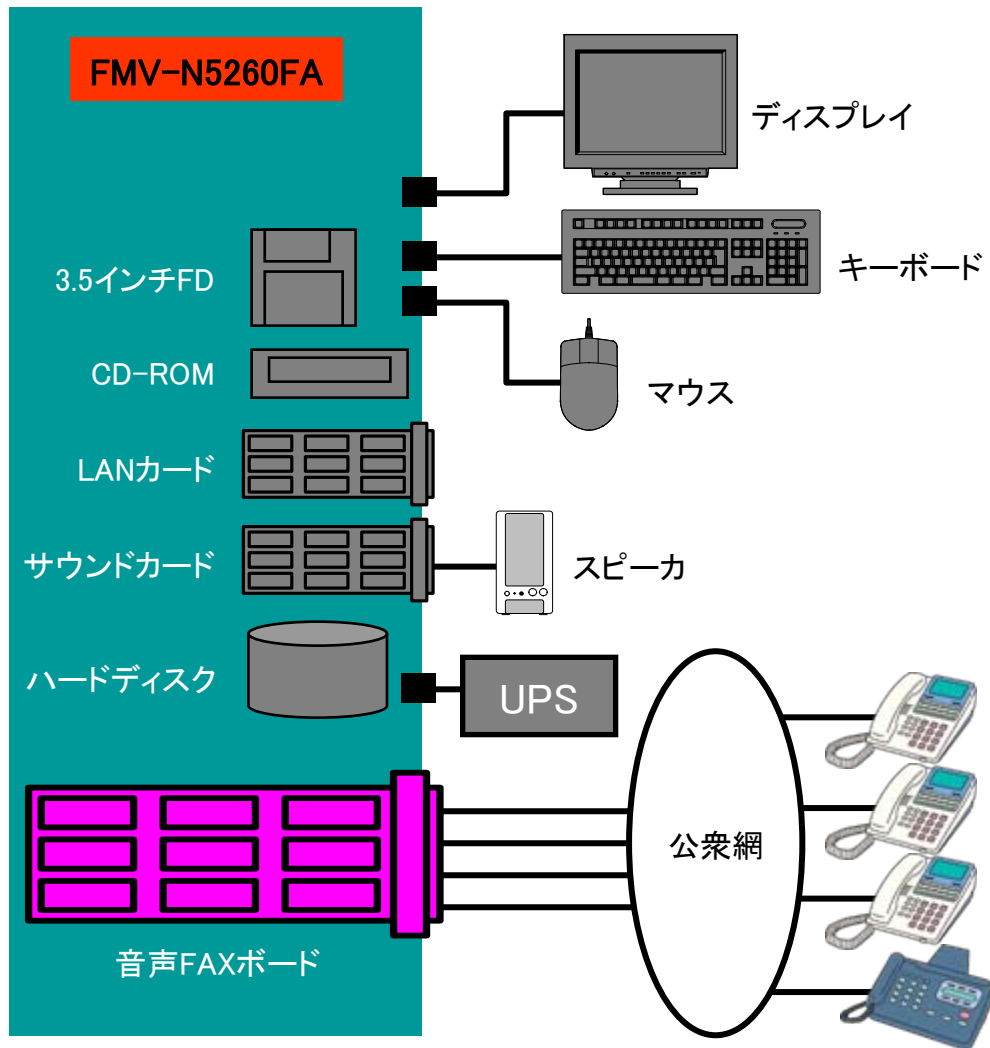 FMV-N5260FA
ディスプレイ
キーボード
3.5インチFD
CD-ROM
マウス
LANカード
サウンドカード
スピーカ
ハードディスク
UPS
公衆網
音声FAXボード